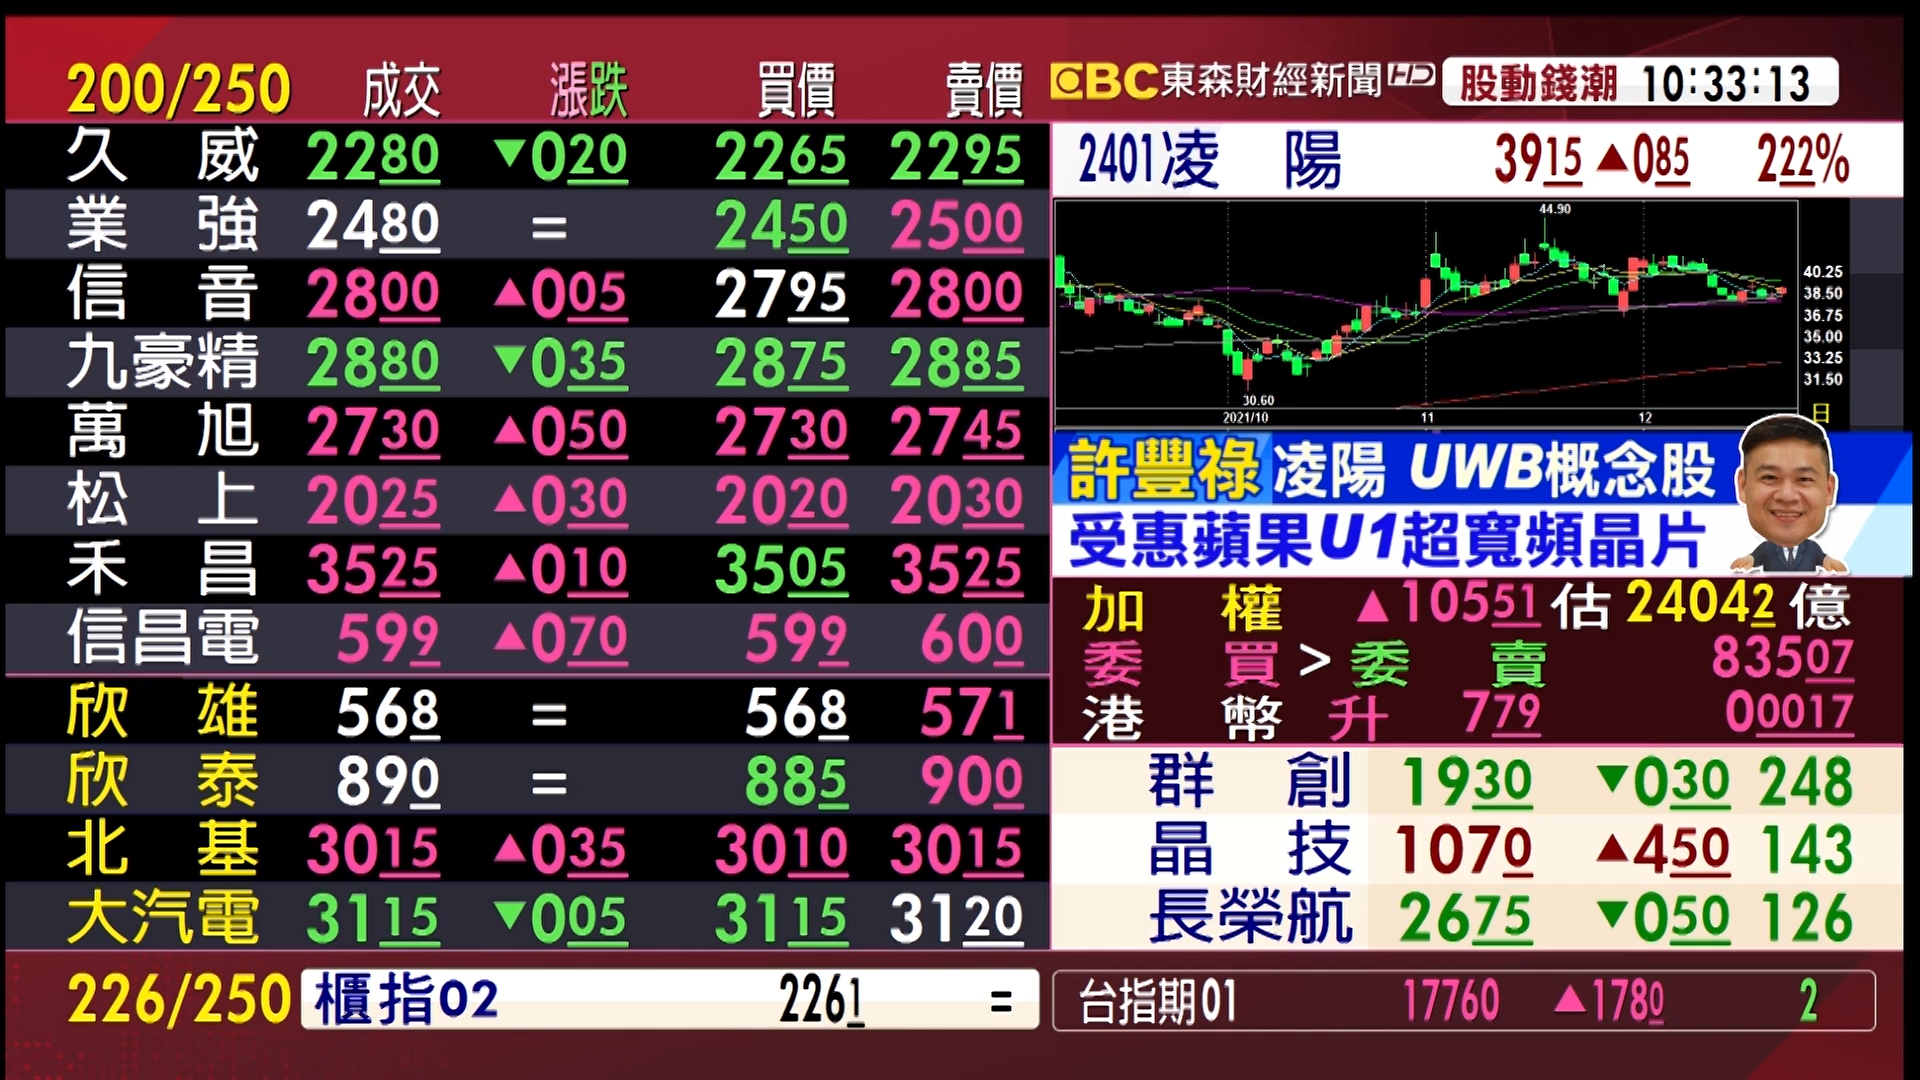 200/250 成交 漲跌 買價 賣價
久威 2280 ▼020 2265 2295
業強 2480 = 2450 2500
信音 2800 ▲005 2795 2800
九豪精 2880 ▼035 2875 2885
萬旭 2730 ▲050 2730 2745
松上 2025 ▲030 2020 2030
禾昌 3525 ▲010 3505 3525
信昌電 599 ▲070 599 600
欣雄 568 = 568 571
欣泰 890 = 885 900
北基 3015 ▲035 3010 3015
大汽電 3115 ▼005 3115 3120
226/250 櫃指02 2261 =
EBC東森財經新聞HD 股動錢潮 10:33:13
2401凌陽 3915 ▲085 222%
44.90
40.25
38.50
36.75
35.00
33.25
31.50
30.60
2021/10 11 12 日
許豐祿 凌陽 UWB概念股
受惠蘋果U1超寬頻晶片
加權 ▲10551 估 24042 億
委買>委賣 83507
港幣 升 779 000017
群創 1930 ▼030 248
晶技 1070 ▲450 143
長榮航 2675 ▼050 126
台指期01 17760 ▲1780 2